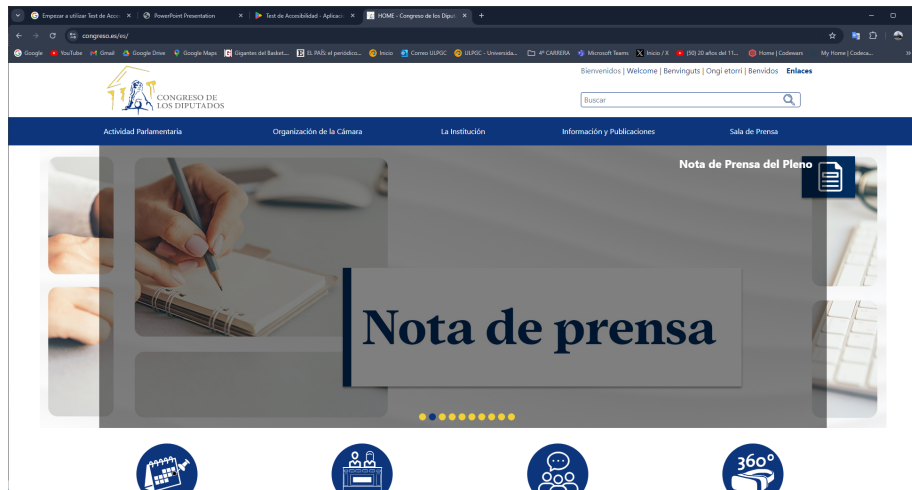 Empezar a utilizar Test de Acce
PowerPoint Presentation
Test de Accesibilidad - Aplicacio
HOME - Congreso de los Diput
congreso.es/es/
Google YouTube Gmail Google Drive Google Maps Gigantes del Basket... EL PAÍS: el periódico... Inicio Correo ULPGC ULPGC - Universida... 4º CARRERA Microsoft Teams Inicio / X (50) 20 años del 11... Home | Codewars My Home | Codeca...
Bienvenidos | Welcome | Benvinguts | Ongi etorri | Benvidos Enlaces
CONGRESO DE
LOS DIPUTADOS
Buscar
Actividad Parlamentaria Organización de la Cámara La Institución Información y Publicaciones Sala de Prensa
Nota de Prensa del Pleno
Nota de prensa
360º